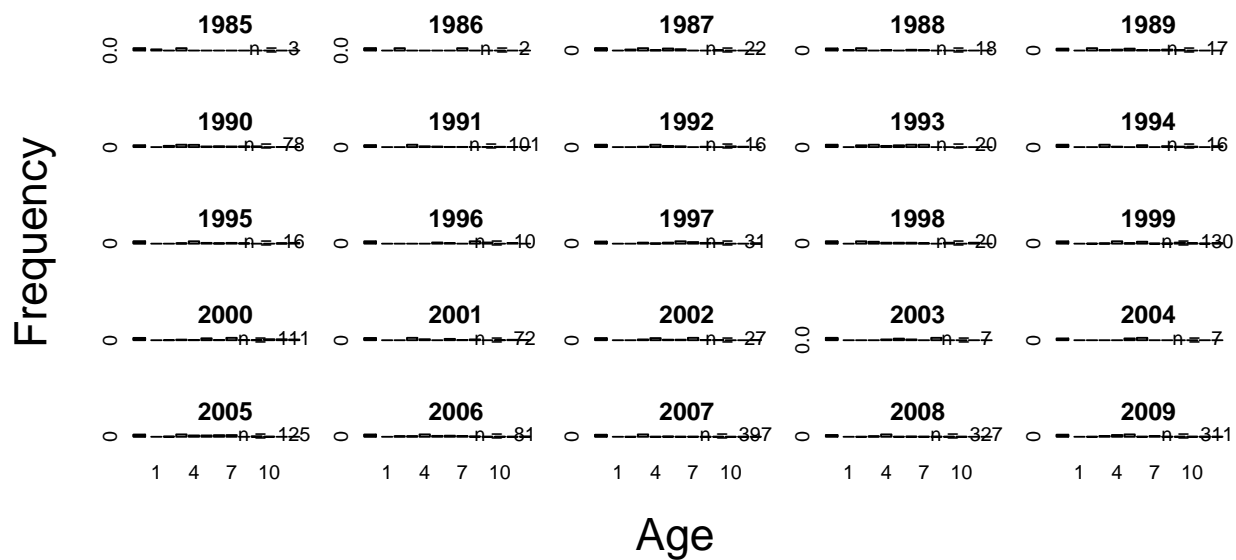 1985 1986 1987 1988 1989
0.0 n = 3 0.0 n = 2 0 n = 22 0 n = 18 0 n = 17
1990 1991 1992 1993 1994
0 n = 78 0 n = 101 0 n = 16 0 n = 20 0 n = 16
Frequency
1995 1996 1997 1998 1999
0 n = 16 0 n = 10 0 n = 31 0 n = 20 0 n = 130
2000 2001 2002 2003 2004
0 n = 111 0 n = 72 0 n = 27 0.0 n = 7 0 n = 7
2005 2006 2007 2008 2009
0 n = 125 0 n = 81 0 n = 397 0 n = 327 0 n = 311
1 4 7 10 1 4 7 10 1 4 7 10 1 4 7 10 1 4 7 10
Age